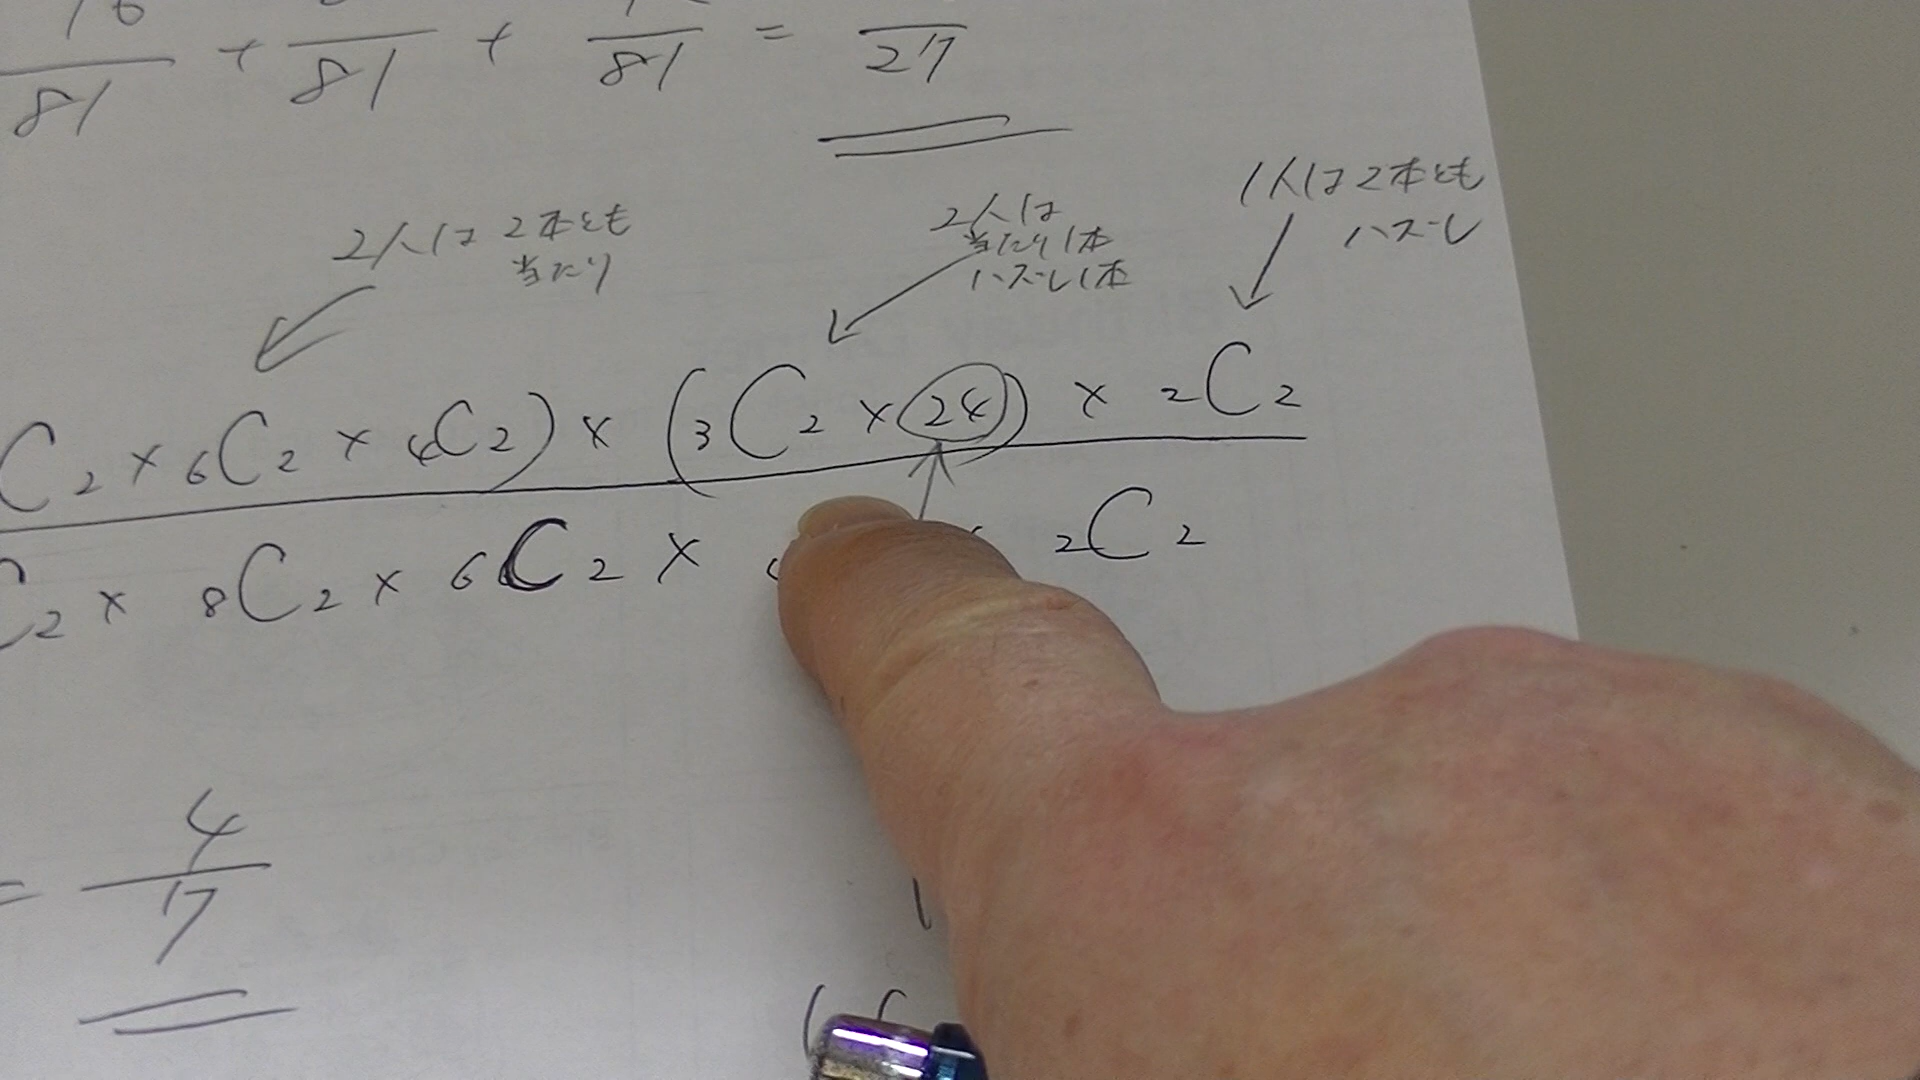 16/81 + /81 + /81 = /27
2人は2本とも
当たり
2人は
当たり1本
ハズレ1本
1人は2本とも
ハズレ
C2 × 6C2 × 4C2) × (3C2 × 24) × 2C2
C2 × 8C2 × 6C2 × 2C2
= 4/17